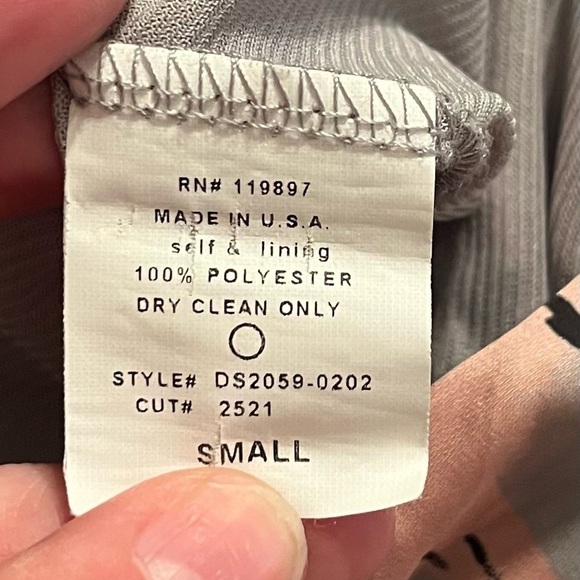 RN# 119897
MADE IN U.S.A.
self & lining
100% POLYESTER
DRY CLEAN ONLY
STYLE# DS2059-0202
CUT# 2521
SMALL